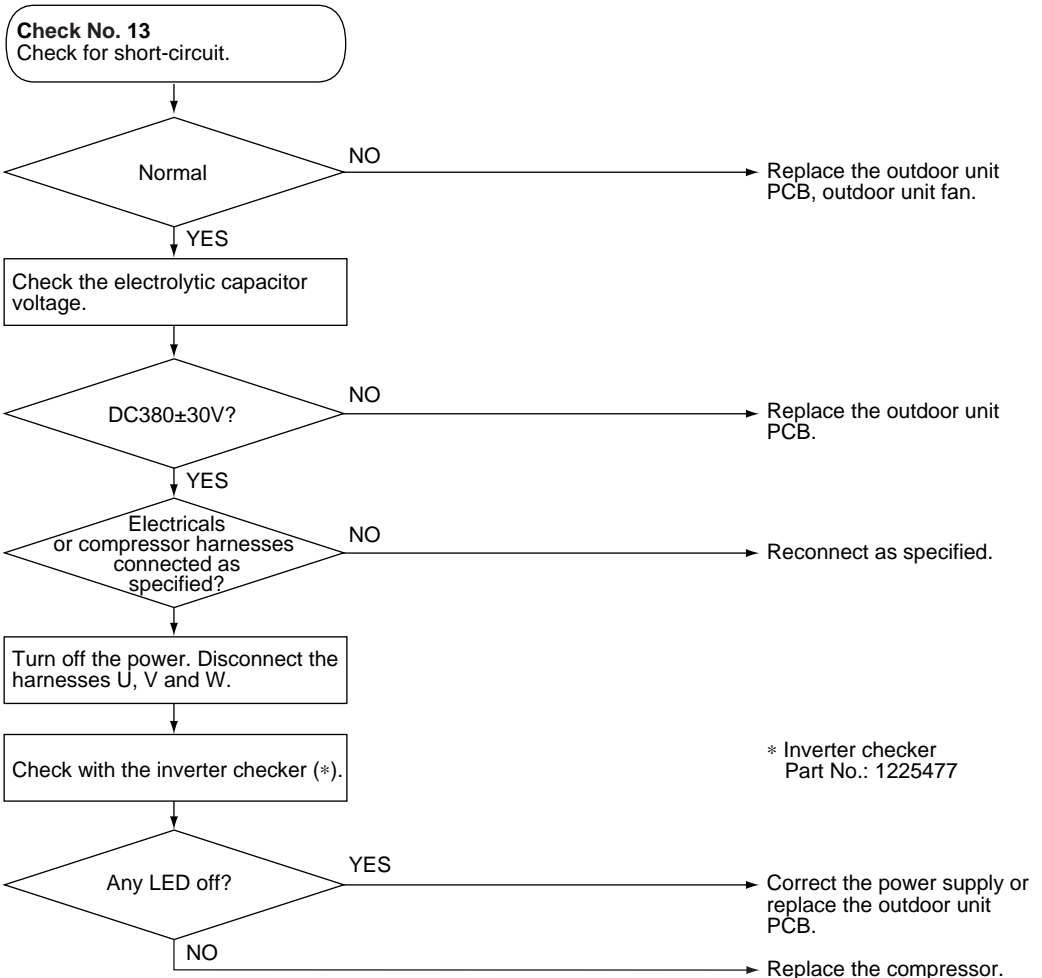 Check No. 13
Check for short-circuit.
Normal
NO
Replace the outdoor unit
PCB, outdoor unit fan.
YES
Check the electrolytic capacitor
voltage.
DC380±30V?
NO
Replace the outdoor unit
PCB.
YES
Electricals
or compressor harnesses
connected as
specified?
NO
Reconnect as specified.
Turn off the power. Disconnect the
harnesses U, V and W.
Check with the inverter checker (*).
* Inverter checker
Part No.: 1225477
Any LED off?
YES
Correct the power supply or
replace the outdoor unit
PCB.
NO
Replace the compressor.